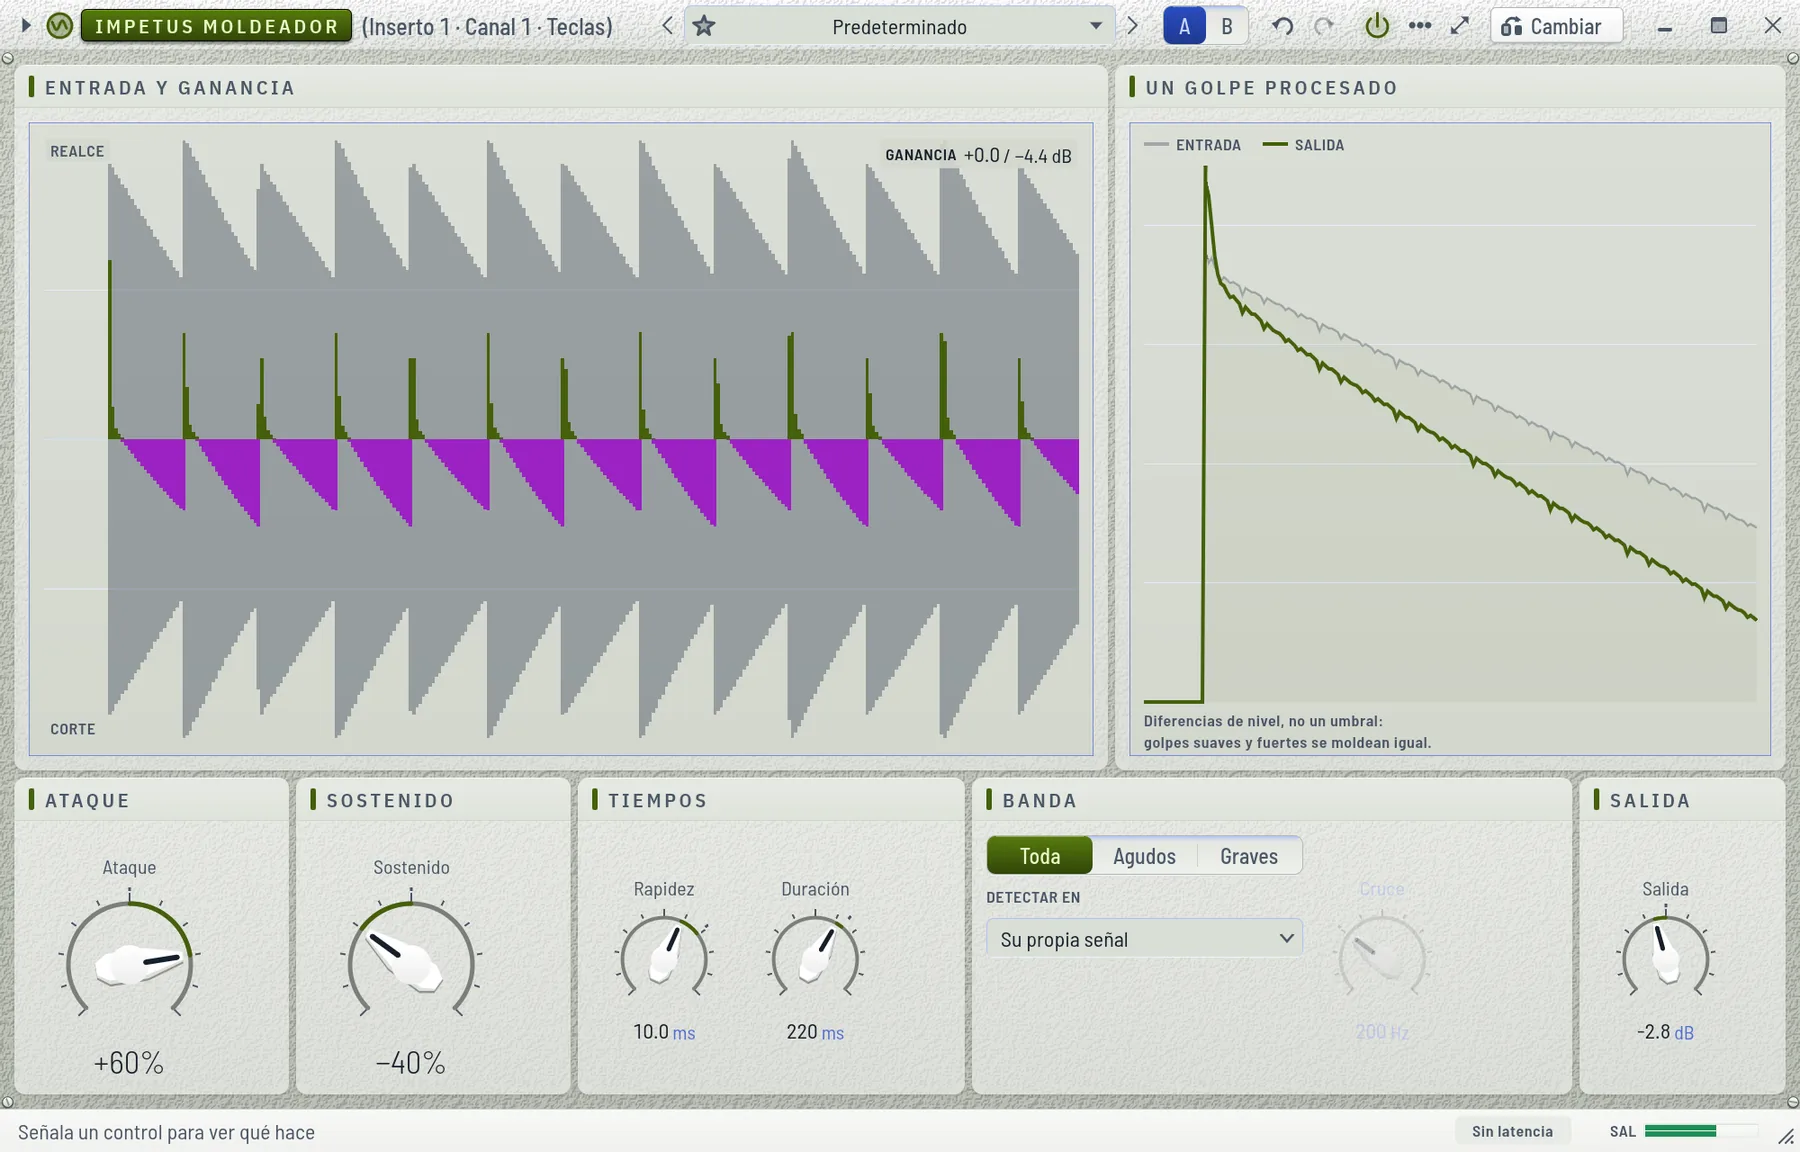 IMPETUS MOLDEADOR (Inserto 1 · Canal 1 · Teclas) Predeterminado A B Cambiar
ENTRADA Y GANANCIA
REALCE
GANANCIA +0.0 / −4.4 dB
CORTE
UN GOLPE PROCESADO
ENTRADA SALIDA
Diferencias de nivel, no un umbral:
golpes suaves y fuertes se moldean igual.
ATAQUE
Ataque
+60%
SOSTENIDO
Sostenido
−40%
TIEMPOS
Rapidez Duración
10.0 ms 220 ms
BANDA
Toda Agudos Graves
DETECTAR EN
Su propia señal
Cruce
200 Hz
SALIDA
Salida
-2.8 dB
Señala un control para ver qué hace
Sin latencia SAL